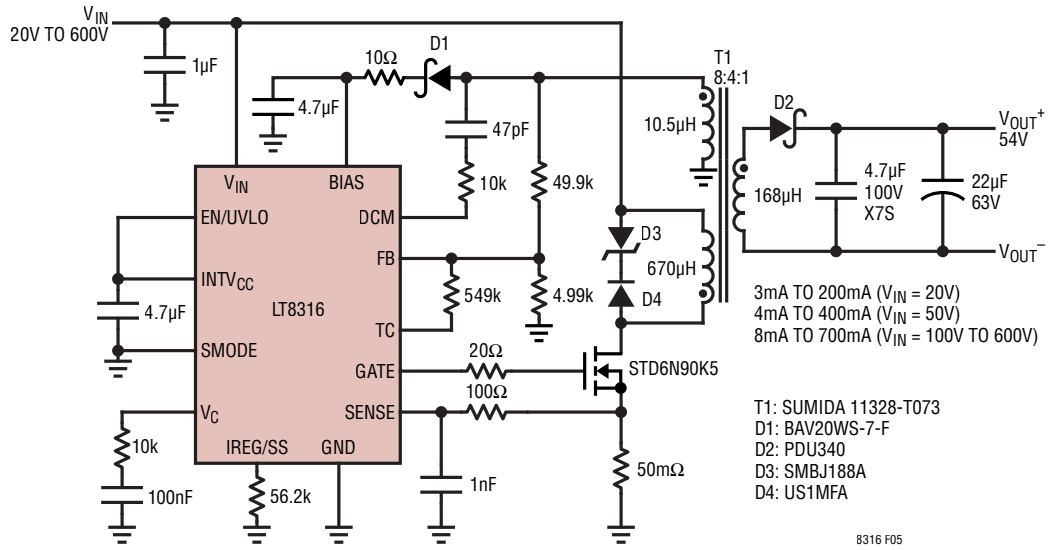 VIN
20V TO 600V
1µF
4.7µF
10Ω
D1
47pF
10k
49.9k
T1
8:4:1
10.5µH
D2
VOUT+
54V
168µH
4.7µF
100V
X7S
22µF
63V
VOUT–
VIN
BIAS
EN/UVLO
DCM
FB
INTVCC
LT8316
4.7µF
549k
4.99k
D3
670µH
D4
TC
SMODE
GATE
20Ω
STD6N90K5
3mA TO 200mA (VIN = 20V)
4mA TO 400mA (VIN = 50V)
8mA TO 700mA (VIN = 100V TO 600V)
VC
SENSE
100Ω
10k
IREG/SS
GND
100nF
56.2k
1nF
50mΩ
T1: SUMIDA 11328-T073
D1: BAV20WS-7-F
D2: PDU340
D3: SMBJ188A
D4: US1MFA
8316 F05